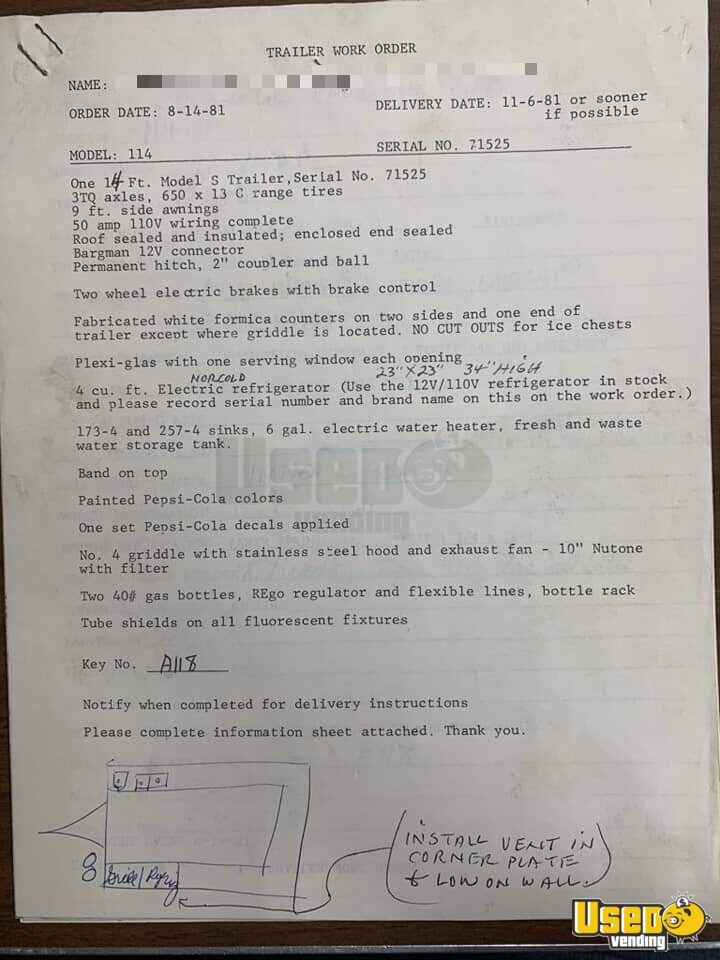 TRAILER WORK ORDER
NAME:
ORDER DATE: 8-14-81
DELIVERY DATE: 11-6-81 or sooner
if possible
MODEL: 114
SERIAL NO. 71525
One 14 Ft. Model S Trailer,Serial No. 71525
3TQ axles, 650 x 13 C range tires
9 ft. side awnings
50 amp 110V wiring complete
Roof sealed and insulated; enclosed end sealed
Bargman 12V connector
Permanent hitch, 2" coupler and ball
Two wheel electric brakes with brake control
Fabricated white formica counters on two sides and one end of
trailer except where griddle is located. NO CUT OUTS for ice chests
Plexi-glas with one serving window each opening
NORCOLD 23" X 23" 34" HIGH
4 cu. ft. Electric refrigerator (Use the 12V/110V refrigerator in stock
and please record serial number and brand name on this on the work order.)
173-4 and 257-4 sinks, 6 gal. electric water heater, fresh and waste
water storage tank.
Band on top
Painted Pepsi-Cola colors
One set Pepsi-Cola decals applied
No. 4 griddle with stainless steel hood and exhaust fan - 10" Nutone
with filter
Two 40# gas bottles, REgo regulator and flexible lines, bottle rack
Tube shields on all fluorescent fixtures
Key No. A118
Notify when completed for delivery instructions
Please complete information sheet attached. Thank you.
INSTALL VENT IN
CORNER PLATE
& LOW ON WALL.
USED vending
USED vending